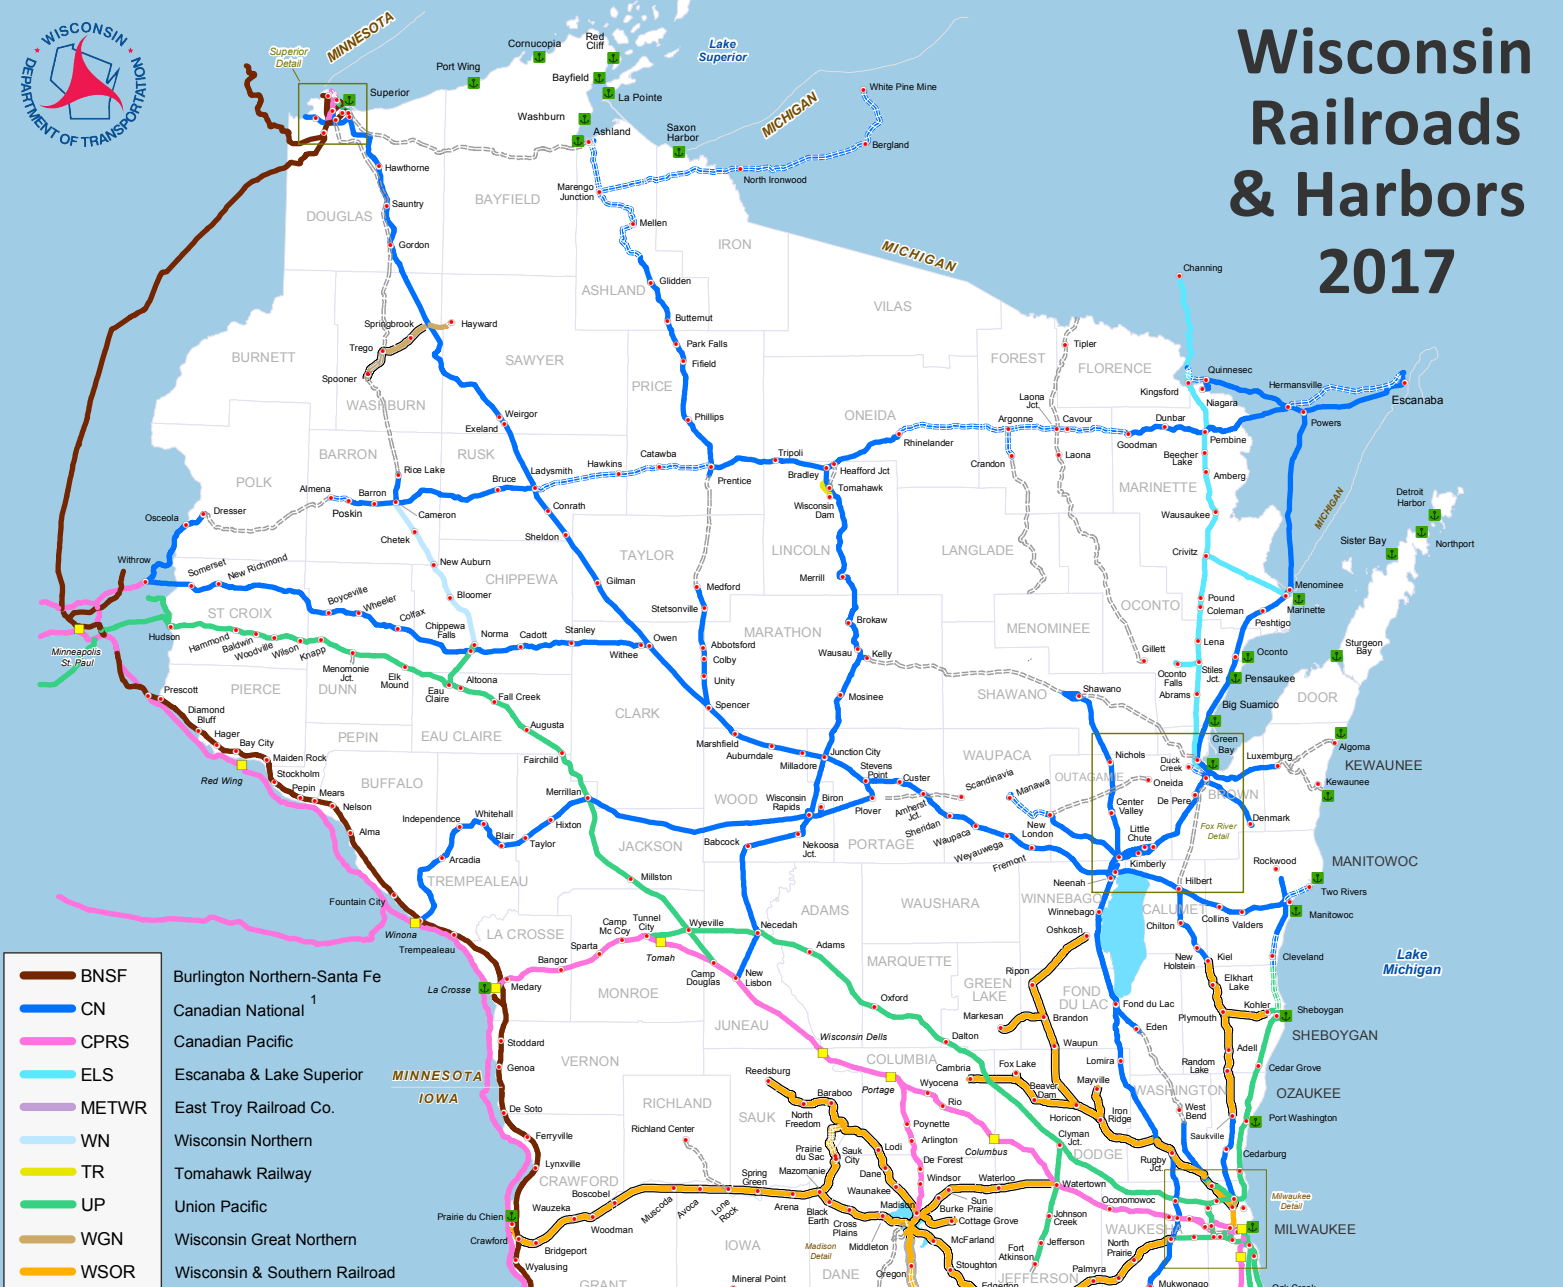 Wisconsin
Railroads
& Harbors
2017
WISCONSIN
DEPARTMENT OF TRANSPORTATION
Superior
Detail
MINNESOTA
Cornucopia
Red
Cliff
Lake
Superior
Port Wing
Bayfield
Superior
La Pointe
White Pine Mine
Washburn
Ashland
Saxon
Harbor
MICHIGAN
Bergland
Hawthorne
North Ironwood
Marengo
Junction
BAYFIELD
Sauntry
DOUGLAS
Mellen
Gordon
IRON
MICHIGAN
Channing
Glidden
ASHLAND
VILAS
Butternut
Springbrook
Hayward
Park Falls
Trego
Tipler
BURNETT
SAWYER
Fifield
FOREST
FLORENCE
Quinnesec
Spooner
PRICE
Kingsford
Hermansville
Escanaba
WASHBURN
Laona
Jct.
Niagara
Weirgor
Phillips
ONEIDA
Argonne
Cavour
Dunbar
Powers
Exeland
Rhinelander
Goodman
Pembine
BARRON
RUSK
Tripoli
Laona
Beecher
Lake
Rice Lake
Ladysmith
Hawkins
Catawba
Heafford Jct
Crandon
Amberg
POLK
Bradley
Almena
Barron
Bruce
Prentice
Tomahawk
MARINETTE
Detroit
Harbor
Dresser
Poskin
Cameron
Conrath
Wisconsin
Dam
Wausaukee
MICHIGAN
Osceola
Sheldon
Northport
Chetek
TAYLOR
LINCOLN
LANGLADE
Crivitz
Sister Bay
Withrow
New Auburn
Somerset
New Richmond
CHIPPEWA
Gilman
Merrill
Menominee
Bloomer
Medford
Boyceville
Pound
ST CROIX
Wheeler
Stetsonville
OCONTO
Coleman
Marinette
Colfax
Peshtigo
Hudson
Hammond
Baldwin
Woodville
Wilson
Knapp
Chippewa
Falls
Norma
Cadott
Stanley
Owen
MARATHON
Brokaw
MENOMINEE
Lena
Minneapolis
St. Paul
Withee
Abbotsford
Colby
Wausau
Kelly
Gillett
Oconto
Sturgeon
Bay
Menomonie
Jct.
Elk
Mound
Altoona
Unity
Oconto
Falls
Stiles
Jct.
Pensaukee
Prescott
PIERCE
DUNN
Eau
Claire
Fall Creek
Mosinee
SHAWANO
Shawano
Abrams
DOOR
Diamond
Bluff
CLARK
Spencer
Big Suamico
Hager
Augusta
PEPIN
EAU CLAIRE
Marshfield
Auburndale
Junction City
WAUPACA
Nichols
Green
Bay
Algoma
Bay City
Maiden Rock
Fairchild
Milladore
Stevens
Point
Custer
Scandinavia
Manawa
OUTAGAMIE
Duck
Creek
Luxemburg
KEWAUNEE
Red Wing
Stockholm
BUFFALO
Oneida
Kewaunee
Pepin
Mears
Merrillan
WOOD
Wisconsin
Rapids
Biron
Plover
Amherst
Jct.
De Pere
BROWN
Nelson
Independence
Whitehall
Hixton
Sheridan
Center
Valley
Denmark
Alma
Blair
Taylor
JACKSON
Babcock
Nekoosa
Jct.
PORTAGE
Waupaca
Weyauwega
New
London
Little
Chute
Fox River
Detail
Arcadia
Fremont
Kimberly
Rockwood
MANITOWOC
TREMPEALEAU
Millston
Neenah
Hilbert
Two Rivers
Fountain City
WINNEBAGO
ADAMS
WAUSHARA
Winnebago
CALUMET
Collins
Manitowoc
Winona
Camp
Mc Coy
Tunnel
City
Wyeville
Necedah
Oshkosh
Chilton
Valders
Trempealeau
LA CROSSE
Sparta
Adams
New
Holstein
Kiel
Cleveland
Lake
Michigan
Bangor
Tomah
Camp
Douglas
New
Lisbon
MARQUETTE
Ripon
Elkhart
Lake
La Crosse
Medary
MONROE
GREEN
LAKE
FOND
DU LAC
Fond du Lac
Kohler
Oxford
Markesan
Brandon
Plymouth
Sheboygan
JUNEAU
Eden
SHEBOYGAN
Stoddard
Wisconsin Dells
Dalton
Waupun
Adell
Genoa
VERNON
COLUMBIA
Lomira
Random
Lake
Cedar Grove
MINNESOTA
IOWA
Reedsburg
Cambria
Fox Lake
Portage
Wyocena
Beaver
Dam
Mayville
WASHINGTON
OZAUKEE
De Soto
RICHLAND
SAUK
North
Freedom
Baraboo
Rio
Horicon
Iron
Ridge
West
Bend
Port Washington
Richland Center
Poynette
Ferryville
Arlington
Columbus
Clyman
Jct.
Saukville
Prairie
du Sac
Sauk
City
Lodi
De Forest
DODGE
Rugby
Jct.
Cedarburg
Lynxville
Mazomanie
Dane
CRAWFORD
Spring
Green
Windsor
Waterloo
Watertown
Boscobel
Waunakee
Oconomowoc
Milwaukee
Detail
Wauzeka
Muscoda
Avoca
Lone
Rock
Arena
Black
Earth
Madison
Sun
Prairie
Burke
Prairie du Chien
Cross
Plains
Cottage Grove
Johnson
Creek
WAUKESHA
MILWAUKEE
Woodman
McFarland
Jefferson
North
Prairie
Crawford
Bridgeport
IOWA
Middleton
Madison
Detail
Fort
Atkinson
Wyalusing
Stoughton
Palmyra
GRANT
Mineral Point
DANE
Oregon
JEFFERSON
Edgerton
Mukwonago
Oak Creek
BNSF Burlington Northern-Santa Fe
CN Canadian National 1
CPRS Canadian Pacific
ELS Escanaba & Lake Superior
METWR East Troy Railroad Co.
WN Wisconsin Northern
TR Tomahawk Railway
UP Union Pacific
WGN Wisconsin Great Northern
WSOR Wisconsin & Southern Railroad